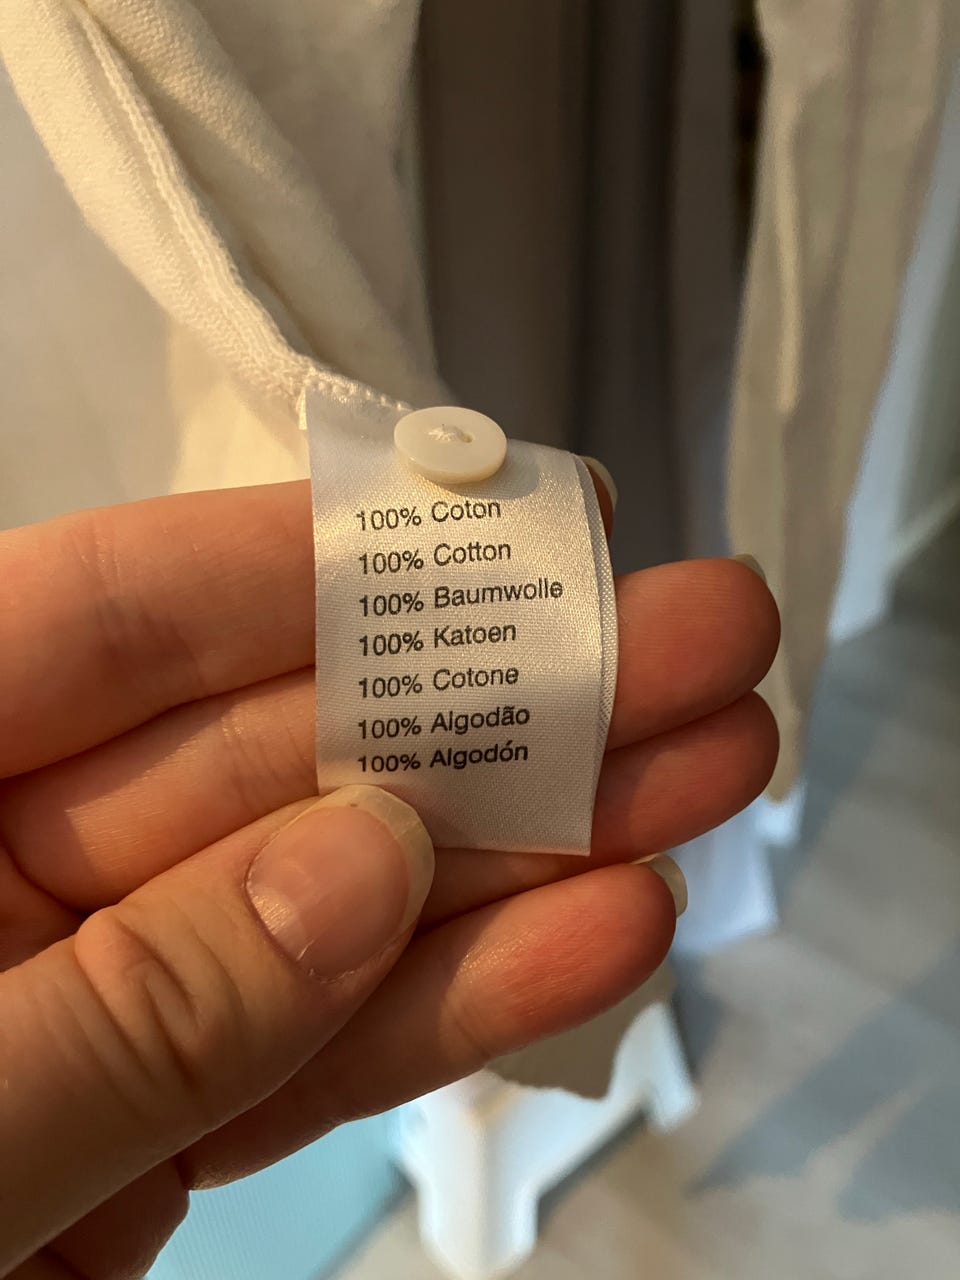 100% Coton
100% Cotton
100% Baumwolle
100% Katoen
100% Cotone
100% Algodão
100% Algodón